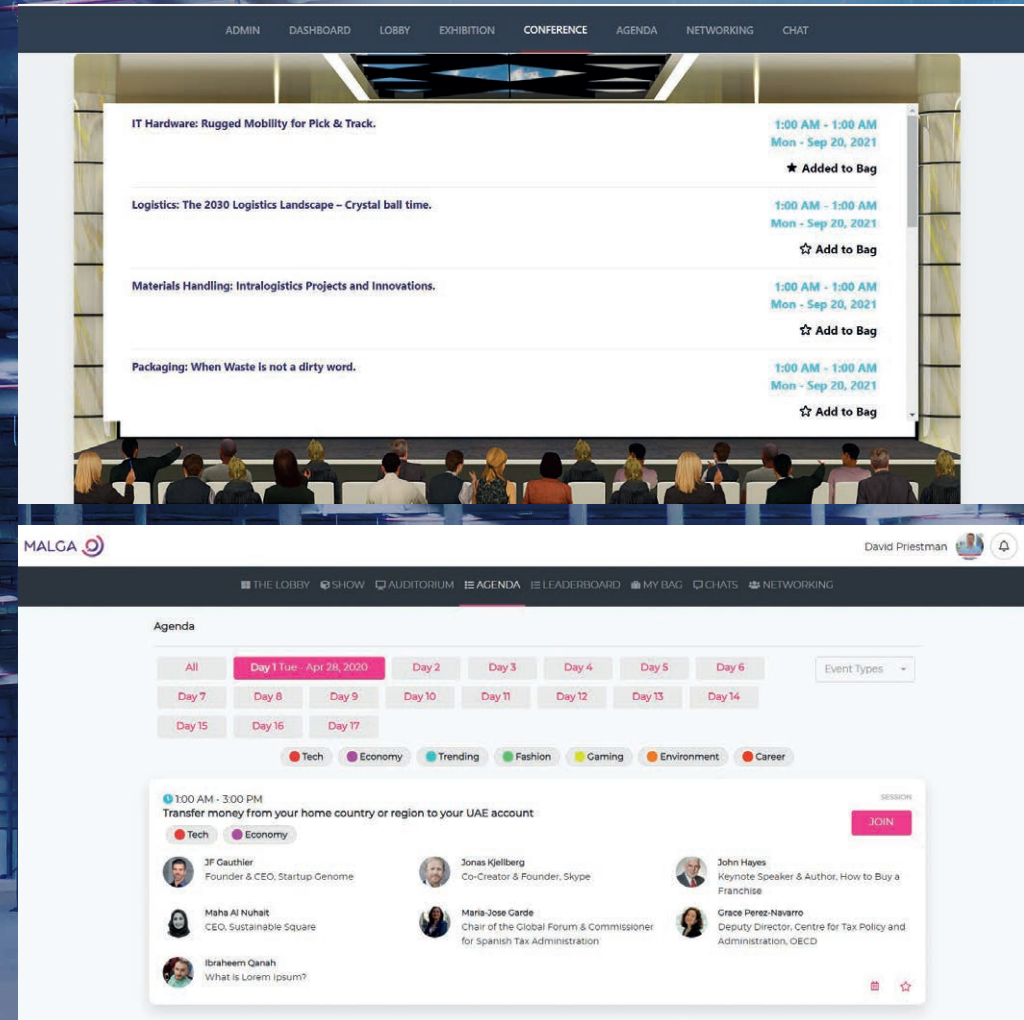 ADMIN DASHBOARD LOBBY EXHIBITION CONFERENCE AGENDA NETWORKING CHAT
IT Hardware: Rugged Mobility for Pick & Track.
1:00 AM - 1:00 AM
Mon - Sep 20, 2021
★ Added to Bag
Logistics: The 2030 Logistics Landscape – Crystal ball time.
1:00 AM - 1:00 AM
Mon - Sep 20, 2021
☆ Add to Bag
Materials Handling: Intralogistics Projects and Innovations.
1:00 AM - 1:00 AM
Mon - Sep 20, 2021
☆ Add to Bag
Packaging: When Waste is not a dirty word.
1:00 AM - 1:00 AM
Mon - Sep 20, 2021
☆ Add to Bag
MALGA
David Priestman
THE LOBBY SHOW AUDITORIUM AGENDA LEADERBOARD MY BAG CHATS NETWORKING
Agenda
All Day 1 Tue - Apr 28, 2020 Day 2 Day 3 Day 4 Day 5 Day 6 Event Types
Day 7 Day 8 Day 9 Day 10 Day 11 Day 12 Day 13 Day 14
Day 15 Day 16 Day 17
Tech Economy Trending Fashion Gaming Environment Career
1:00 AM - 3:00 PM
SESSION
Transfer money from your home country or region to your UAE account
JOIN
Tech Economy
JF Gauthier
Founder & CEO, Startup Genome
Jonas Kjellberg
Co-Creator & Founder, Skype
John Hayes
Keynote Speaker & Author, How to Buy a
Franchise
Maha Al Nuhait
CEO, Sustainable Square
Maria-Jose Garde
Chair of the Global Forum & Commissioner
for Spanish Tax Administration
Grace Perez-Navarro
Deputy Director, Centre for Tax Policy and
Administration, OECD
Ibraheem Qanah
What is Lorem Ipsum?